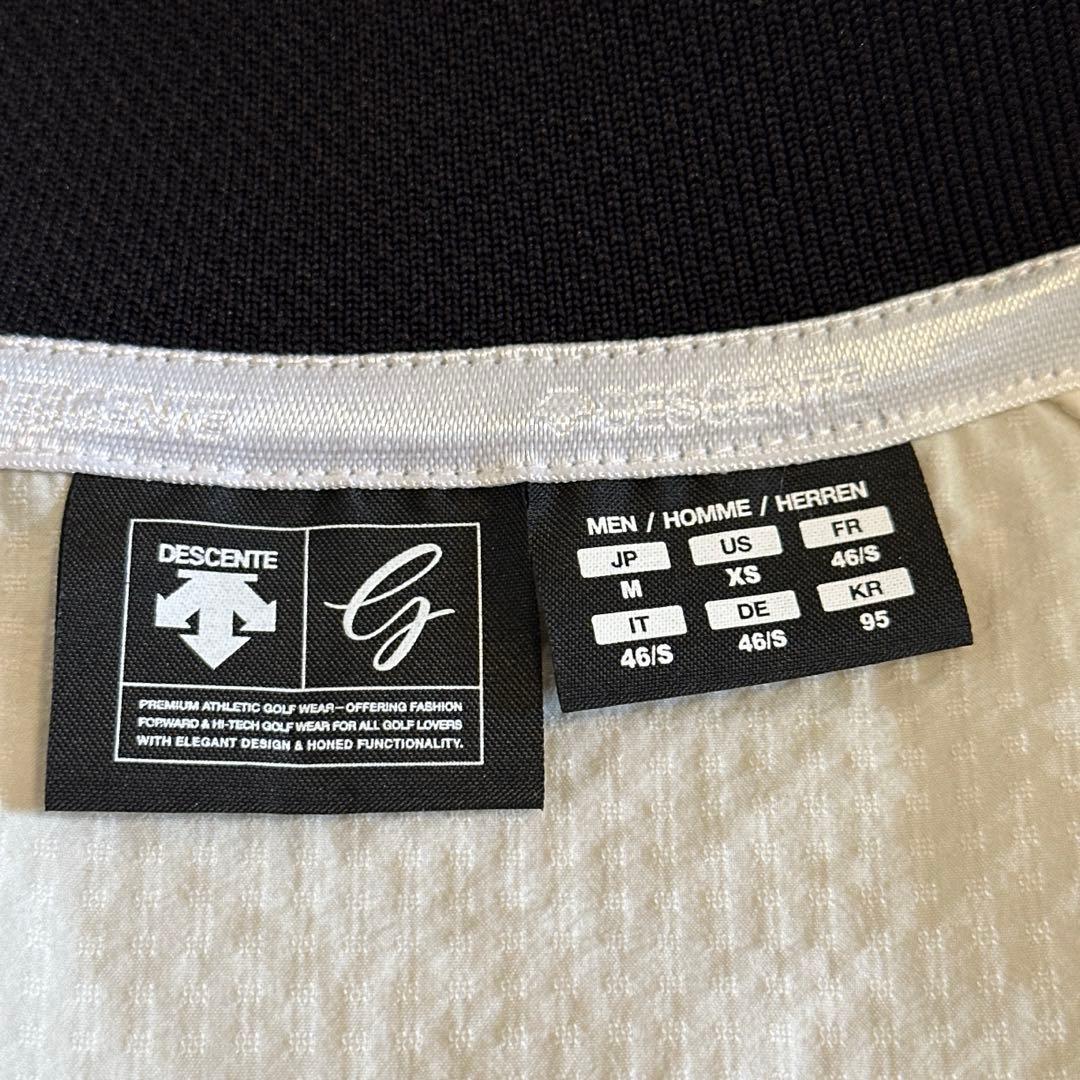 DESCENTE
DESCENTE
G
PREMIUM ATHLETIC GOLF WEAR—OFFERING FASHION
FORWARD & HI-TECH GOLF WEAR FOR ALL GOLF LOVERS
WITH ELEGANT DESIGN & HONED FUNCTIONALITY.
MEN / HOMME / HERREN
JP US FR
M XS 46/S
IT DE KR
46/S 46/S 95